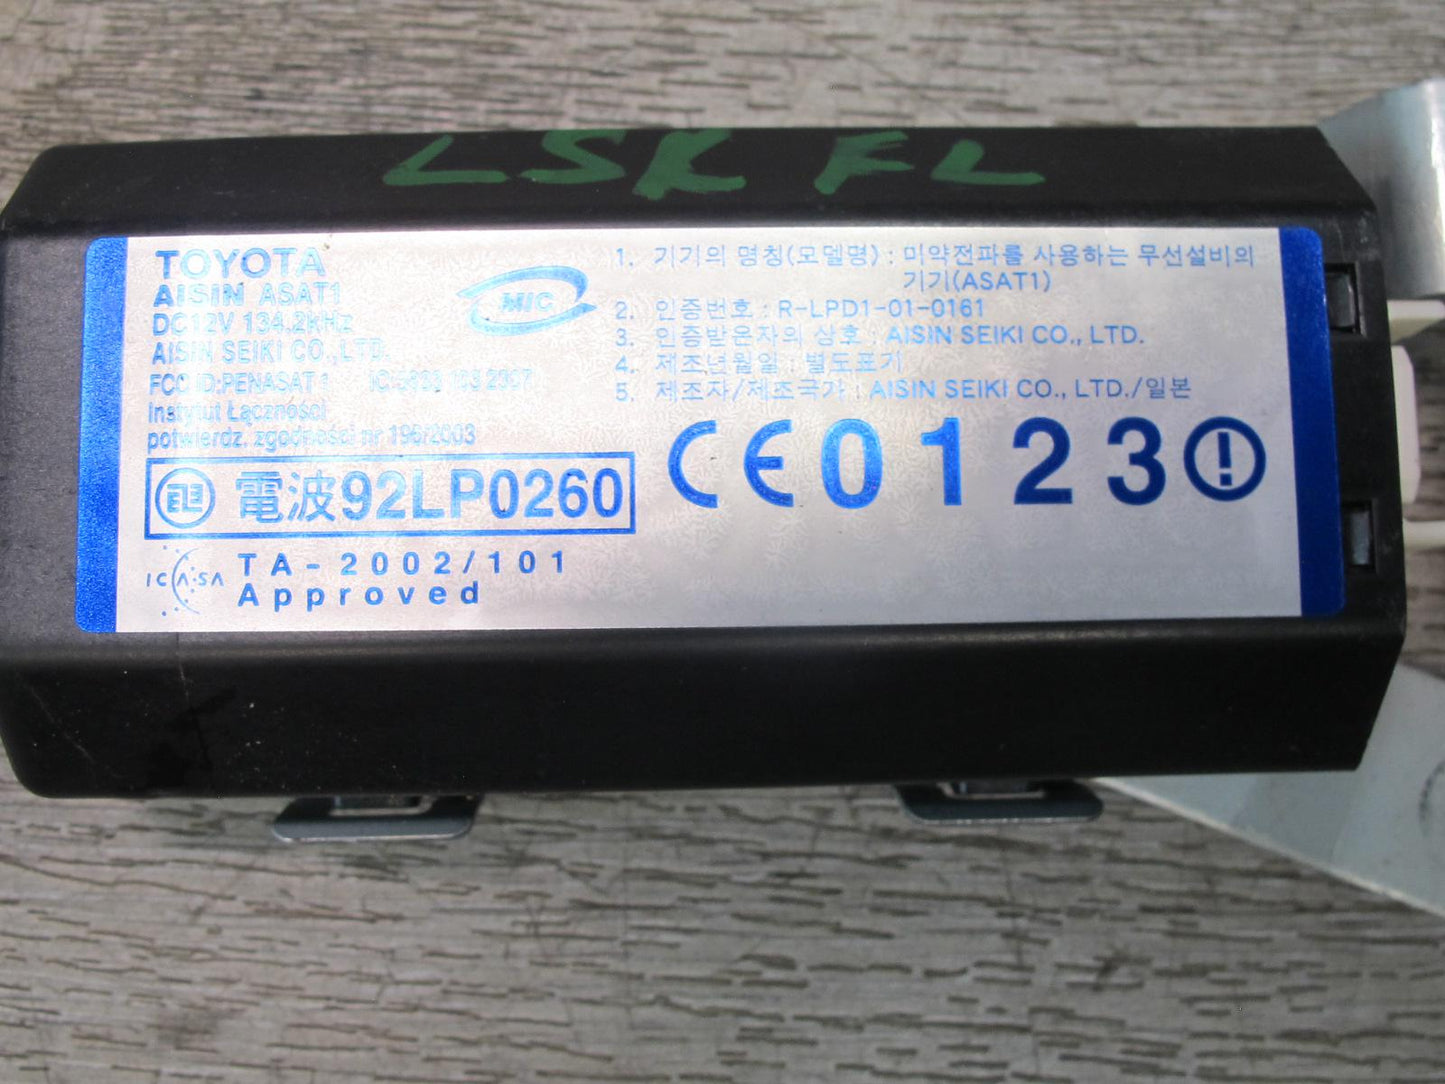 LSK FL
TOYOTA
AISIN ASAT1
DC12V 134.2kHz
AISIN SEIKI CO.,LTD.
FCC ID:PENASAT1
Instytut Łączności
potwierdz. zgodności nr 196/2003
電波92LP0260
ICASA
TA-2002/101
Approved
MIC
1. 기기의 명칭(모델명) : 미약전파를 사용하는 무선설비의
기기(ASAT1)
2. 인증번호 : R-LPD1-01-0161
3. 인증받은자의 상호 : AISIN SEIKI CO., LTD.
4. 제조년월일 : 별도표기
5. 제조자/제조국가 : AISIN SEIKI CO., LTD./일본
CE0123